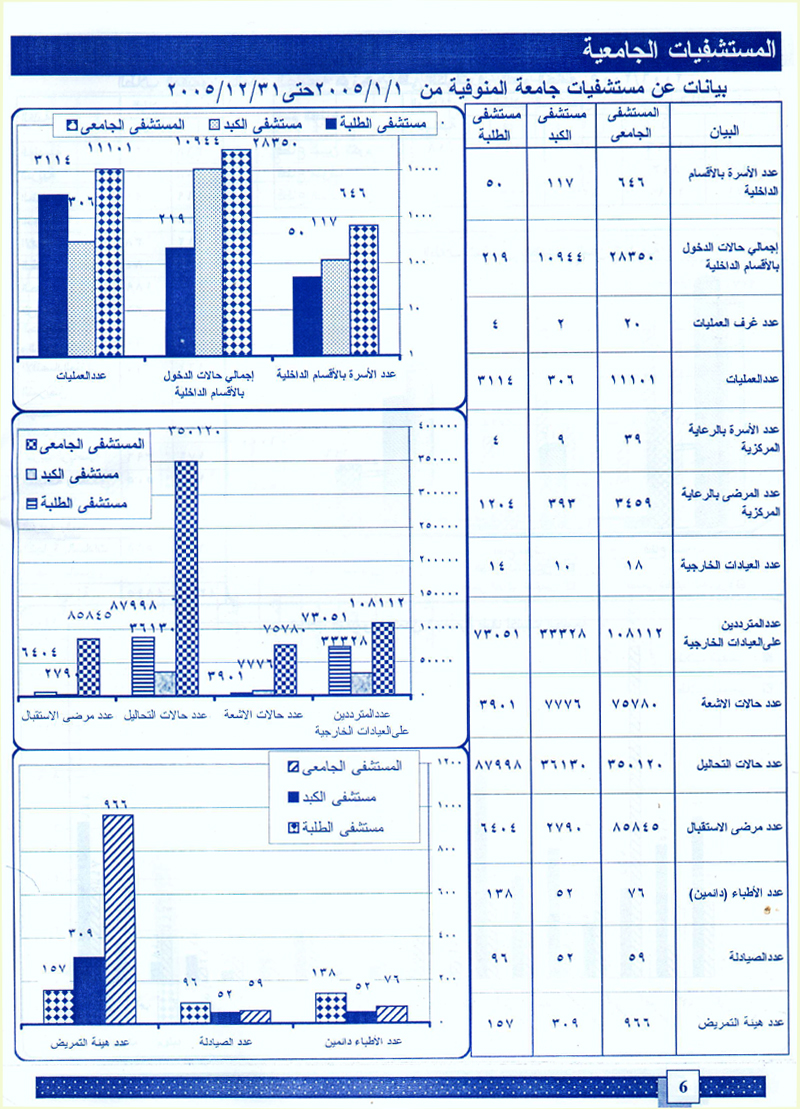 المستشفيات الجامعية
بيانات عن مستشفيات جامعة المنوفية من ٢٠٠٥/١/١ حتى ٢٠٠٥/١٢/٣١
البيان
المستشفى الجامعي
مستشفى الكبد
مستشفى الطلبة
عدد الأسرة بالأقسام الداخلية
٦٤٦
١١٧
٥٠
إجمالي حالات الدخول بالأقسام الداخلية
٢٨٣٥٠
١٠٩٤٤
٢١٩
عدد غرف العمليات
٢٠
٢
٤
عددالعمليات
١١١٠١
٣٠٦
٣١١٤
عدد الأسرة بالرعاية المركزية
٣٩
٩
٤
عدد المرضى بالرعاية المركزية
٣٤٥٩
٣٩٣
١٢٠٤
عدد العيادات الخارجية
١٨
١٠
١٤
عددالمترددين على العيادات الخارجية
١٠٨١١٢
٣٣٣٢٨
٧٣٠٥١
عدد حالات الاشعة
٧٥٧٨٠
٧٧٧٦
٣٩٠١
عدد حالات التحاليل
٣٥٠١٢٠
٣٦١٣٠
٨٧٩٩٨
عدد مرضى الاستقبال
٨٥٨٤٥
٢٧٩٠
٦٤٠٤
عدد الأطباء (دائمين)
٧٦
٥٢
١٣٨
عددالصيادلة
٥٩
٥٢
٩٦
عدد هيئة التمريض
٩٦٦
٣٠٩
١٥٧
مستشفى الطلبة
مستشفى الكبد
المستشفى الجامعى
١٠٠٠٠
١٠٠٠
١٠٠
١٠
١
٦٤٦
١١٧
٥٠
٢٨٣٥٠
١٠٩٤٤
٢١٩
١١١٠١
٣٠٦
٣١١٤
عدد الأسرة بالأقسام الداخلية
إجمالي حالات الدخول بالأقسام الداخلية
عددالعمليات
المستشفى الجامعى
مستشفى الكبد
مستشفى الطلبة
٤٠٠٠٠٠
٣٥٠٠٠٠
٣٠٠٠٠٠
٢٥٠٠٠٠
٢٠٠٠٠٠
١٥٠٠٠٠
١٠٠٠٠٠
٥٠٠٠٠
٠
١٠٨١١٢
٧٣٠٥١
٣٣٣٢٨
٧٥٧٨٠
٧٧٧٦
٣٩٠١
٣٥٠١٢٠
٨٧٩٩٨
٣٦١٣٠
٨٥٨٤٥
٦٤٠٤
٢٧٩٠
عددالمترددين على العيادات الخارجية
عدد حالات الاشعة
عدد حالات التحاليل
عدد مرضى الاستقبال
المستشفى الجامعى
مستشفى الكبد
مستشفى الطلبة
١٢٠٠
١٠٠٠
٨٠٠
٦٠٠
٤٠٠
٢٠٠
٠
٧٦
٥٢
١٣٨
٥٩
٥٢
٩٦
٩٦٦
٣٠٩
١٥٧
عدد الأطباء دائمين
عدد الصيادلة
عدد هيئة التمريض
6